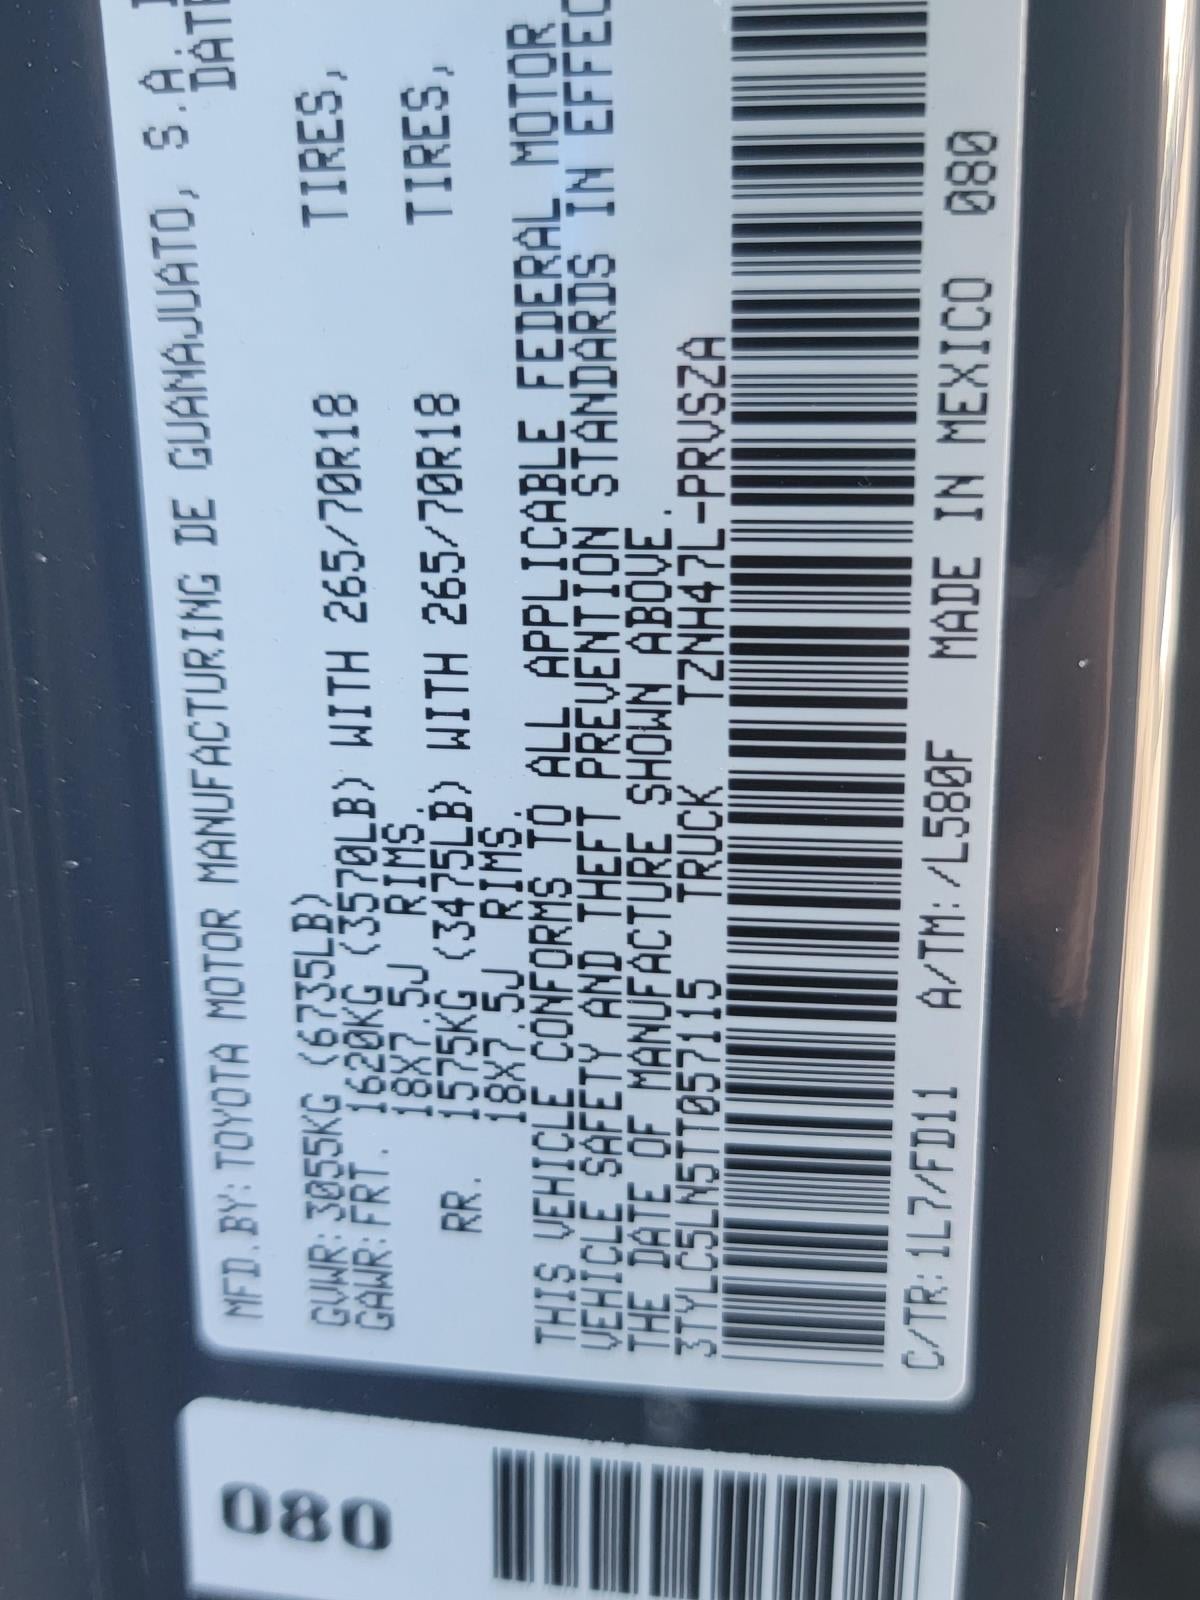 MFD.BY:TOYOTA MOTOR MANUFACTURING DE GUANAJUATO, S.A
DATE
GVWR:3055KG (6735LB)
GAWR:FRT. 1620KG (3570LB) WITH 265/70R18 TIRES,
18X7.5J RIMS.
RR. 1575KG (3475LB) WITH 265/70R18 TIRES,
18X7.5J RIMS.
THIS VEHICLE CONFORMS TO ALL APPLICABLE FEDERAL MOTOR
VEHICLE SAFETY AND THEFT PREVENTION STANDARDS IN EFFEC
THE DATE OF MANUFACTURE SHOWN ABOVE.
3TYLC5LN5TT057115 TRUCK TZNH47L-PRVSZA
C/TR:1L7/FD11 A/TM:/L580F MADE IN MEXICO 080
080